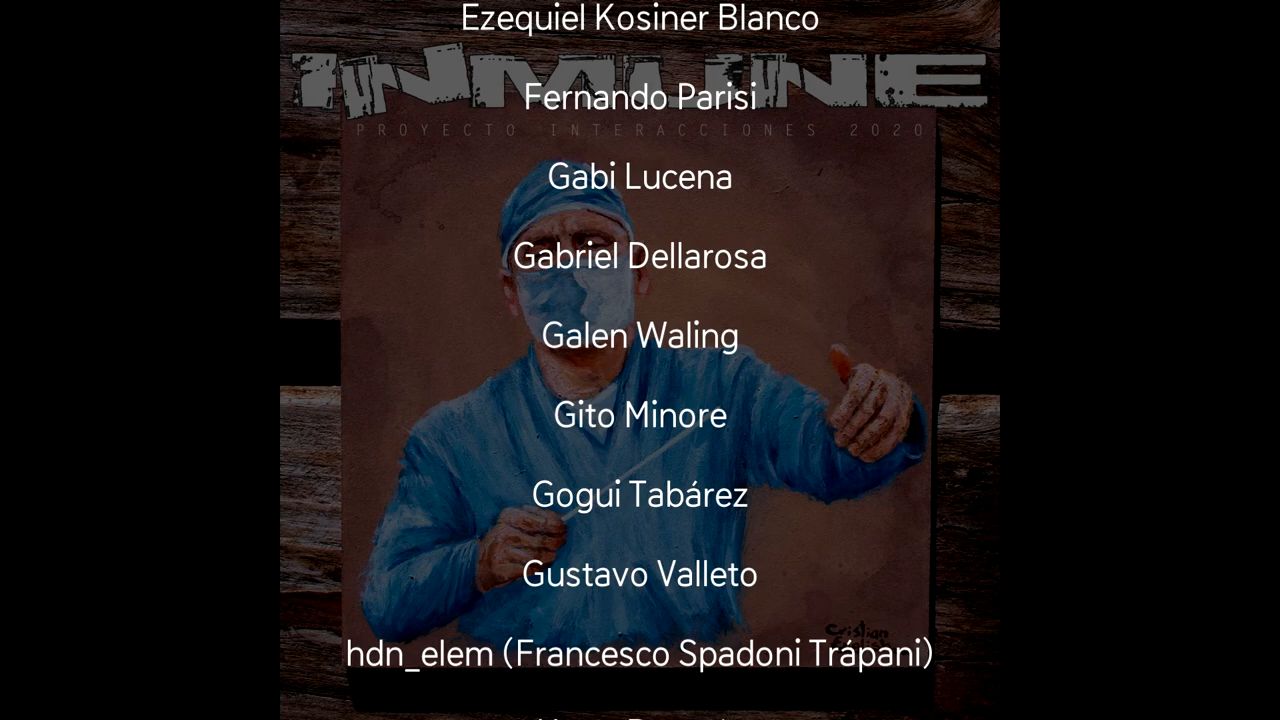 Ezequiel Kosiner Blanco
INMUNE
Fernando Parisi
PROYECTO INTERACCIONES 2020
Gabi Lucena
Gabriel Dellarosa
Galen Waling
Gito Minore
Gogui Tabárez
Gustavo Valleto
Cristian
hdn_elem (Francesco Spadoni Trápani)